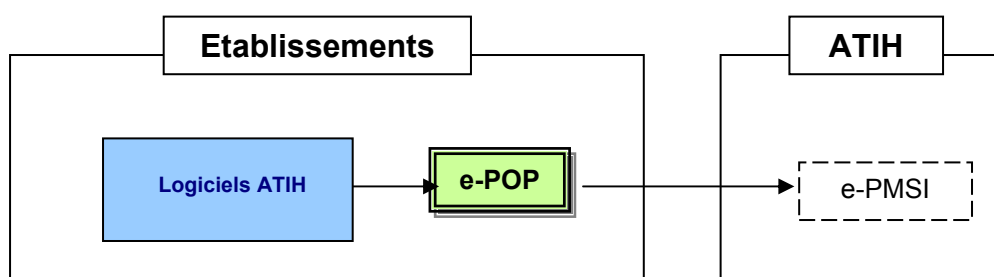 Etablissements
ATIH
Logiciels ATIH
e-POP
e-PMSI